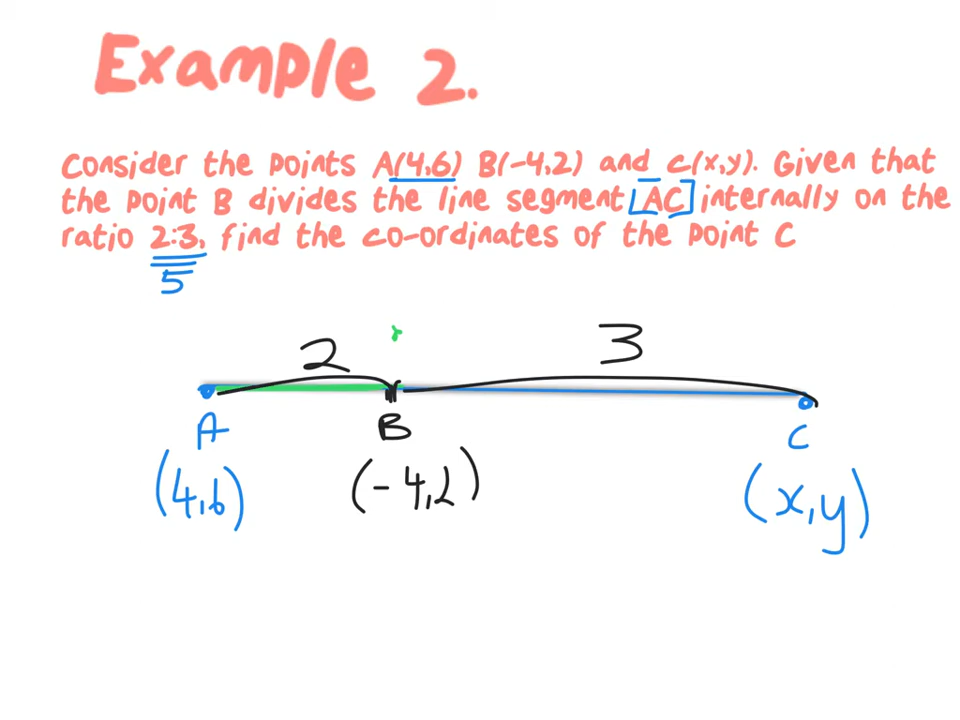 Example 2.
Consider the points A(4,6) B(-4,2) and c(x,y). Given that
the point B divides the line segment [AC] internally on the
ratio 2:3, find the co-ordinates of the point C
5
2 3
A B C
(4,6) (-4,2) (x,y)